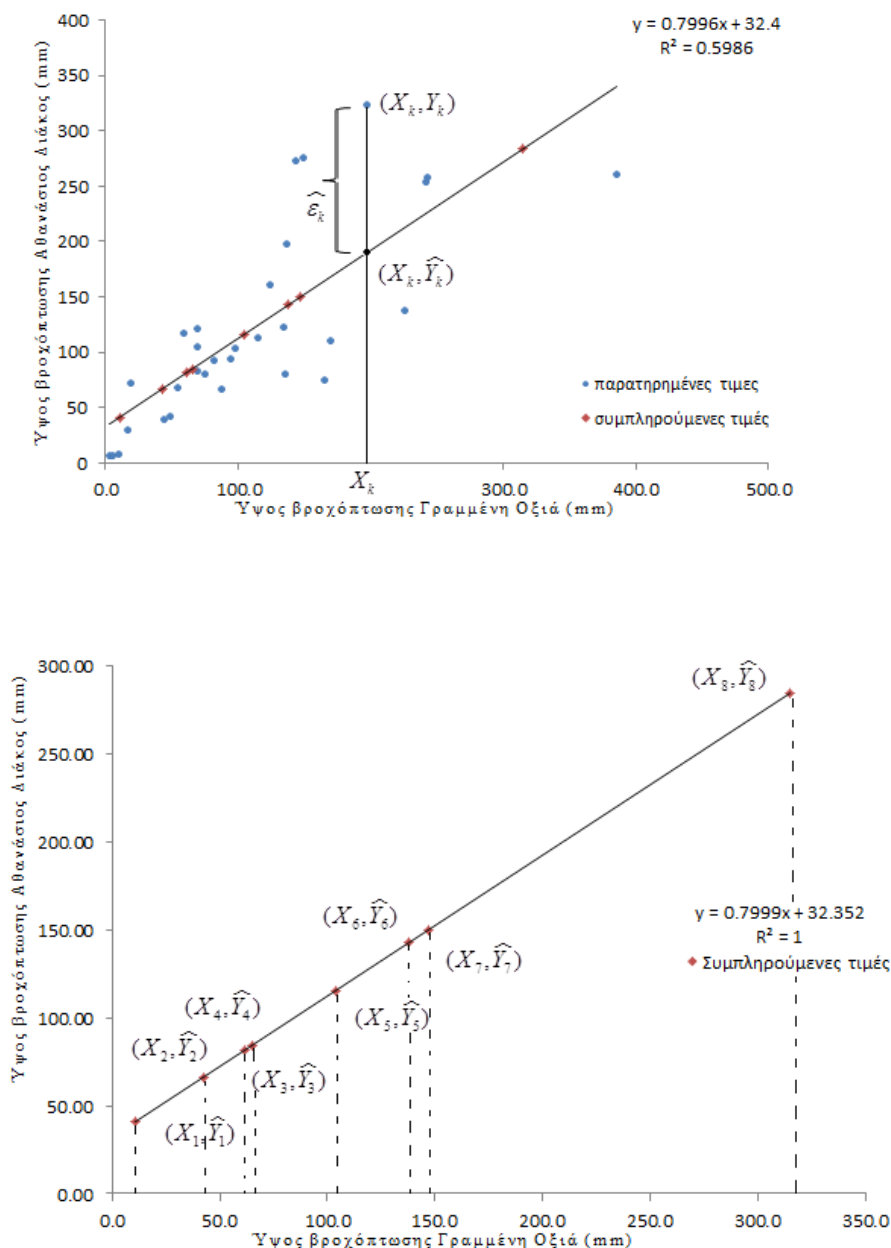 y = 0.7996x + 32.4
R² = 0.5986
400
350
300
250
200
150
100
50
0
Ύψος βροχόπτωσης Αθανάσιος Διάκος (mm)
(X_k, Y_k)
ε̂_k
(X_k, Ŷ_k)
παρατηρημένες τιμες
συμπληρούμενες τιμές
0.0 100.0 X_k 300.0 400.0 500.0
Ύψος βροχόπτωσης Γραμμένη Οξιά (mm)
300.00
250.00
200.00
150.00
100.00
50.00
0.00
Ύψος βροχόπτωσης Αθανάσιος Διάκος (mm)
(X_8, Ŷ_8)
y = 0.7999x + 32.352
R² = 1
Συμπληρούμενες τιμές
(X_6, Ŷ_6)
(X_7, Ŷ_7)
(X_4, Ŷ_4)
(X_5, Ŷ_5)
(X_2, Ŷ_2)
(X_3, Ŷ_3)
(X_1, Ŷ_1)
0.0 50.0 100.0 150.0 200.0 250.0 300.0 350.0
Ύψος βροχόπτωσης Γραμμένη Οξιά (mm)